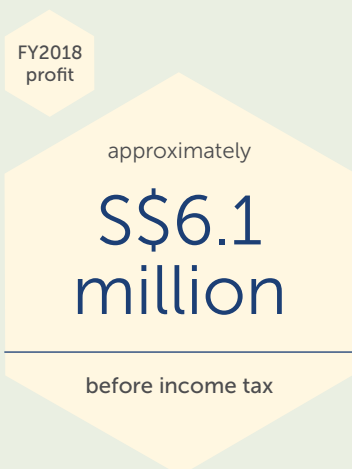 FY2018
profit
approximately
S$6.1
million
before income tax